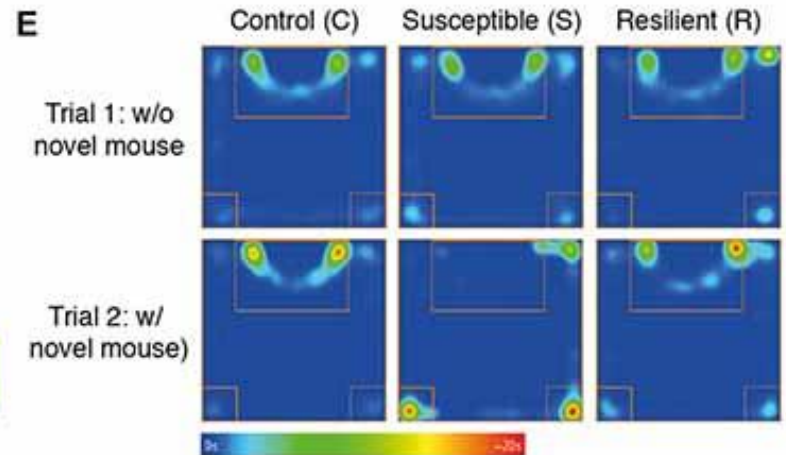 E
Control (C) Susceptible (S) Resilient (R)
Trial 1: w/o
novel mouse
Trial 2: w/
novel mouse)
0s ~20s